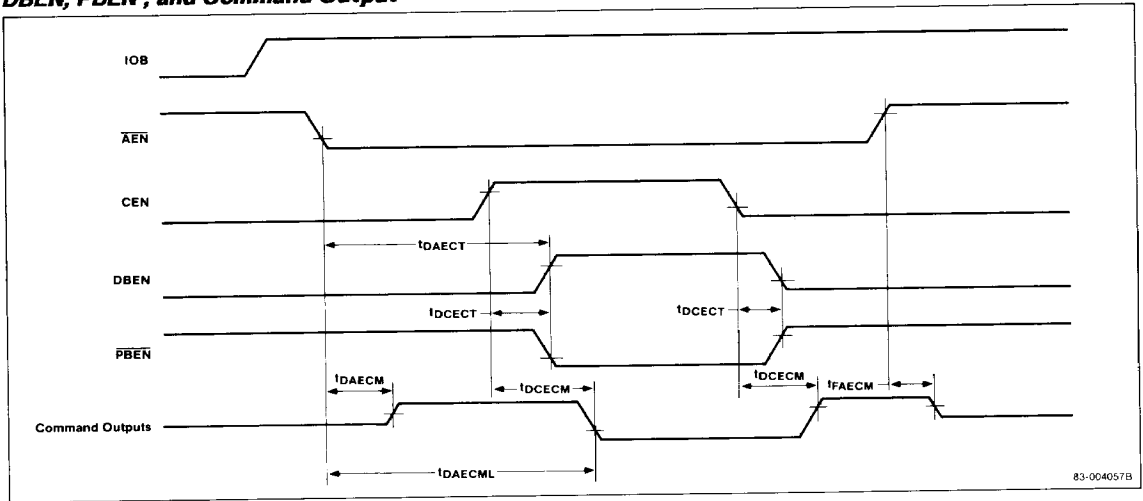 DBEN, PBEN, and Command Output
IOB
AEN
CEN
tDAECT
DBEN
tDCECT
tDCECT
PBEN
tDAECM
tDCECM
tDCECM
tFAECM
Command Outputs
tDAECML
83-004057B